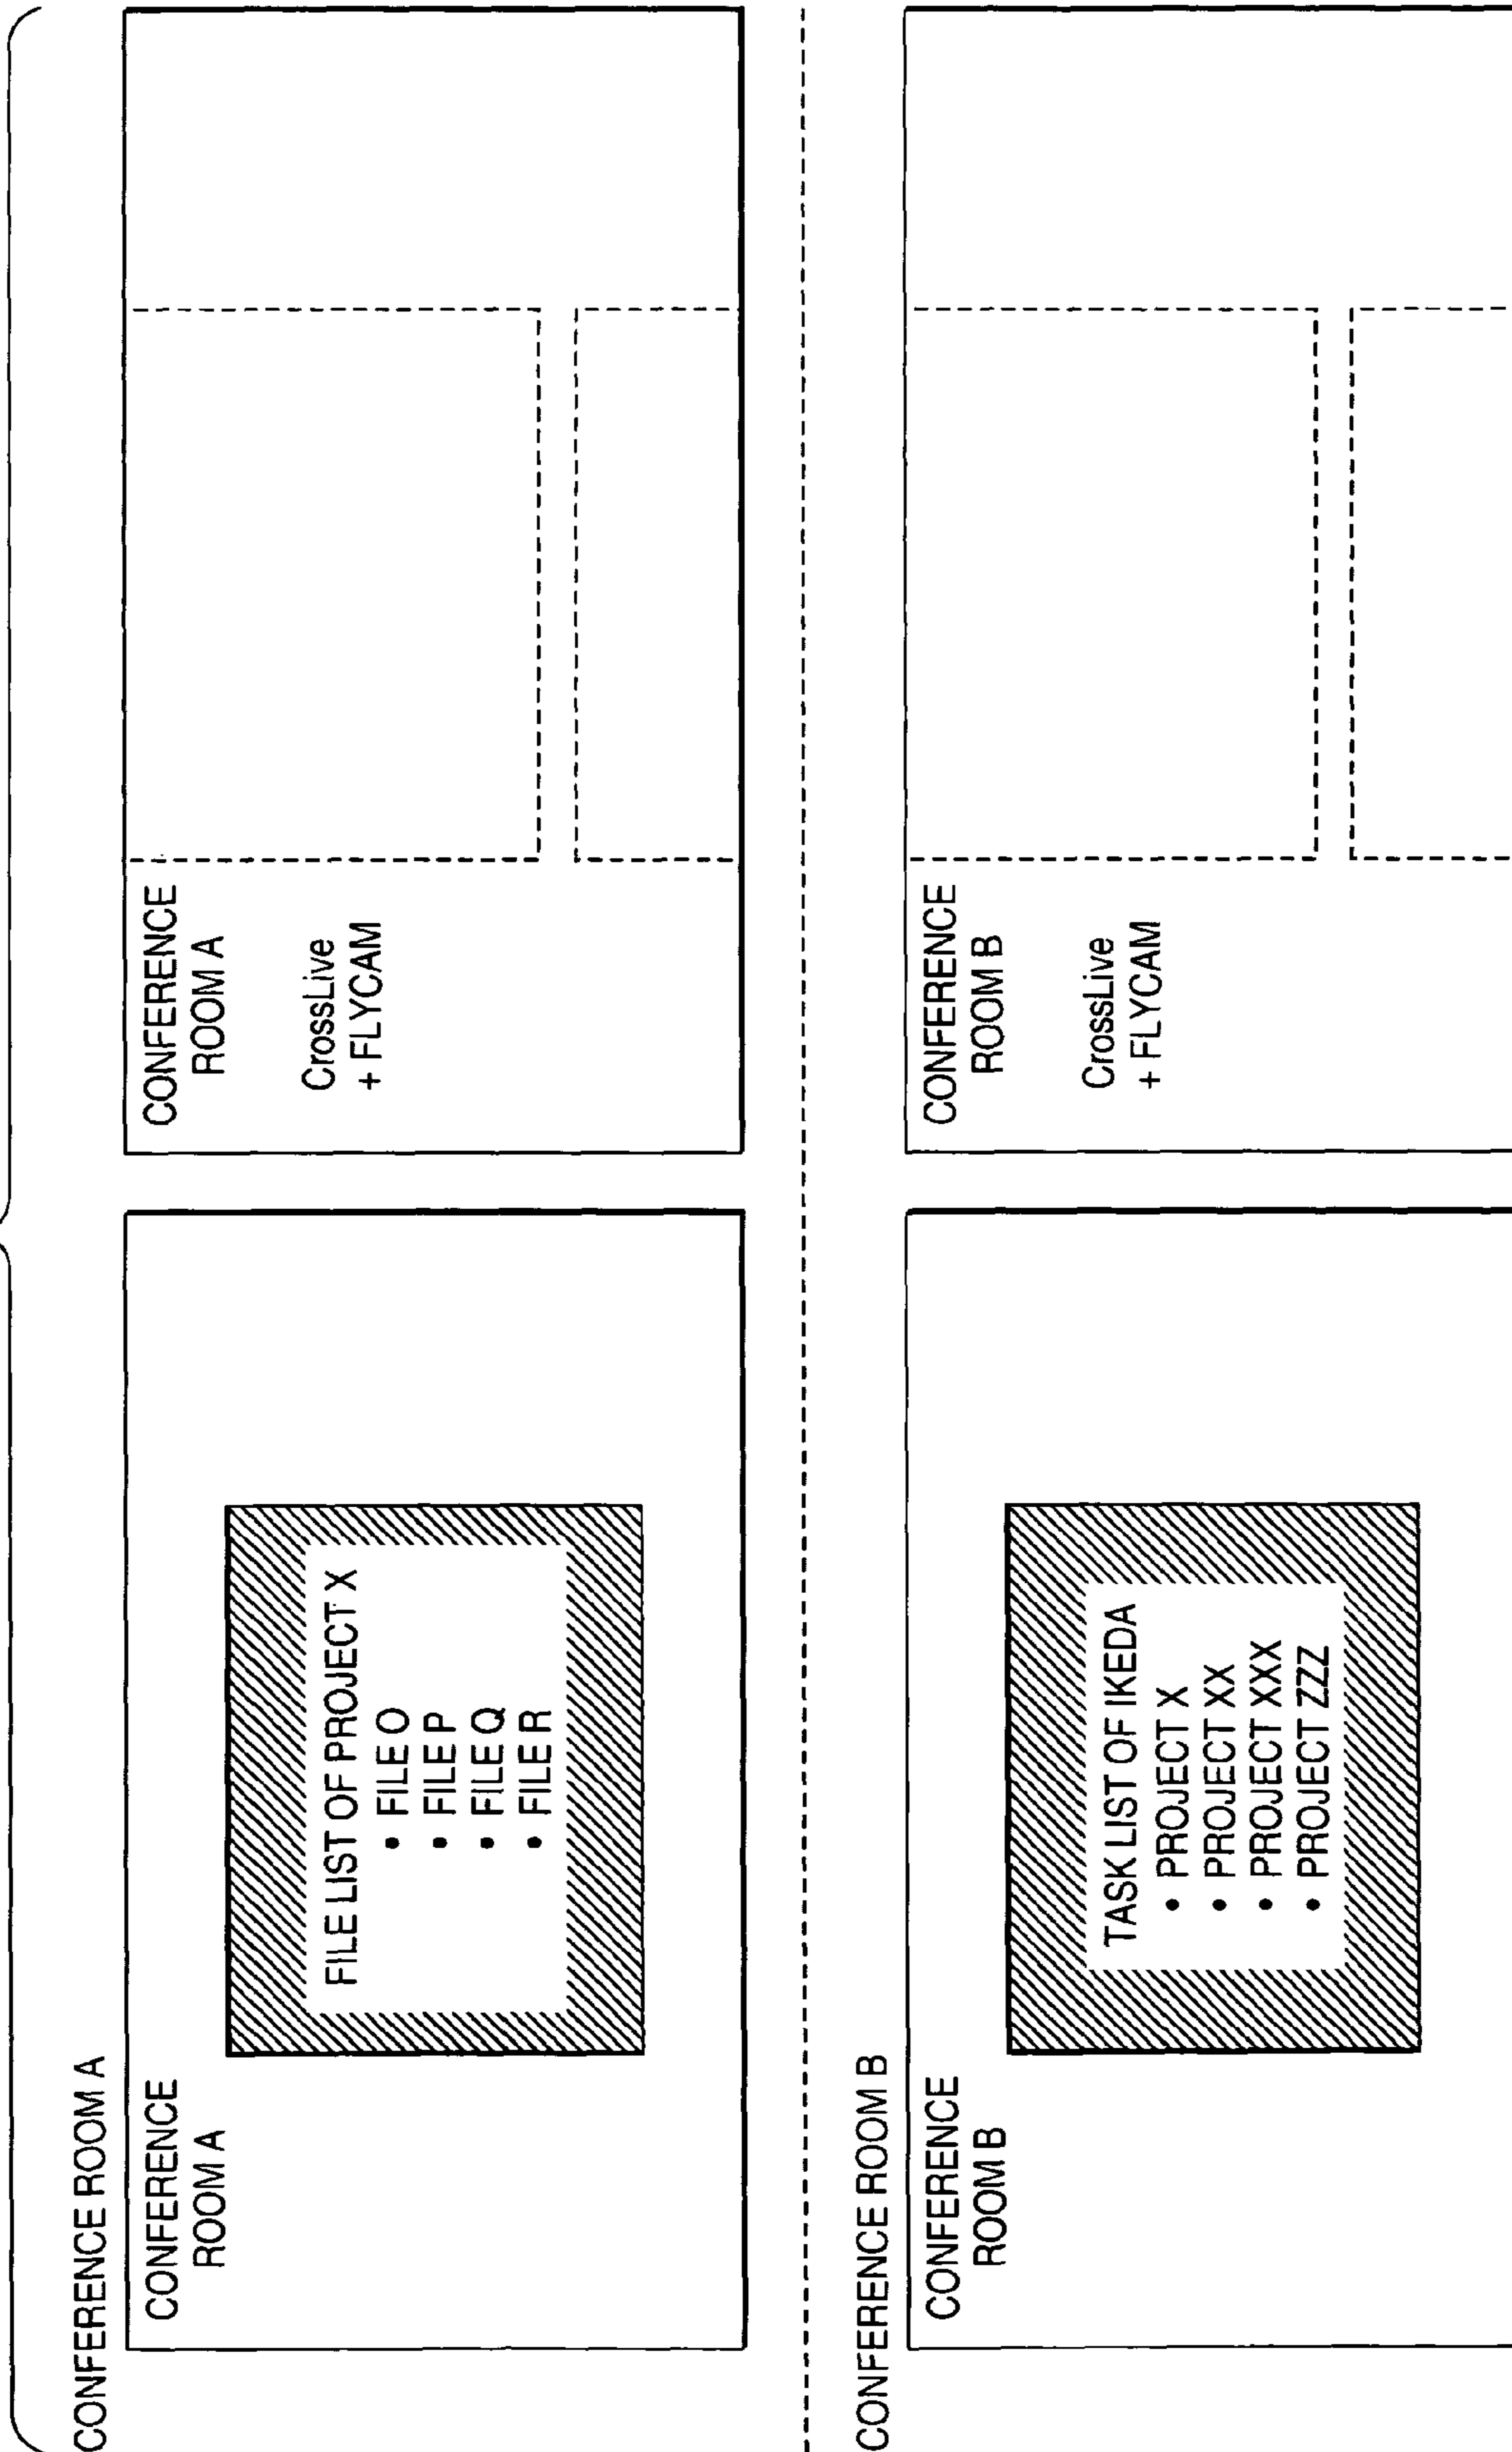 CONFERENCE ROOM A
CONFERENCE
ROOM A
FILE LIST OF PROJECT X
• FILE O
• FILE P
• FILE Q
• FILE R
CONFERENCE
ROOM A
CrossLive
+ FLYCAM
CONFERENCE ROOM B
CONFERENCE
ROOM B
TASK LIST OF IKEDA
• PROJECT X
• PROJECT XX
• PROJECT XXX
• PROJECT ZZZ
CONFERENCE
ROOM B
CrossLive
+ FLYCAM